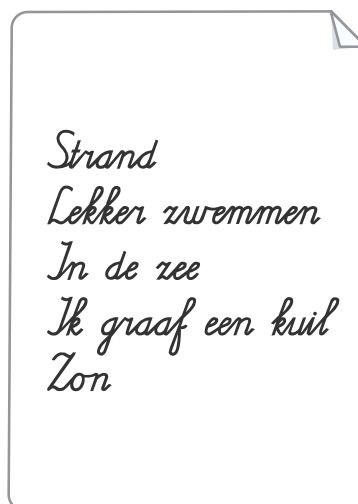 Strand
Lekker zwemmen
In de zee
Ik graaf een kuil
Zon